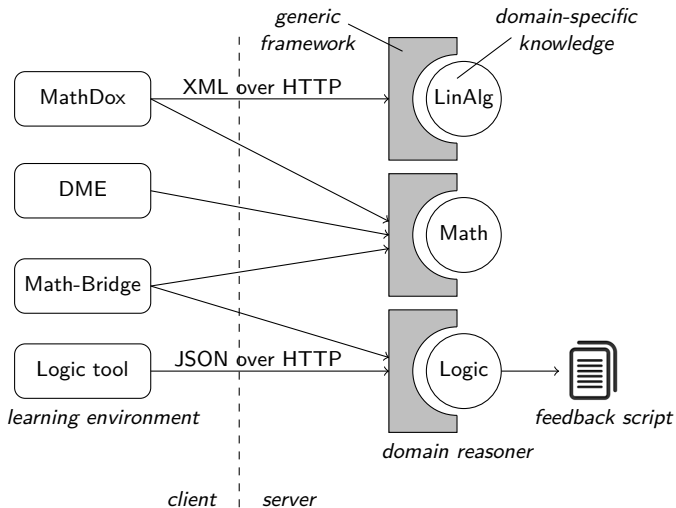 generic
framework
domain-specific
knowledge
MathDox
XML over HTTP
LinAlg
DME
Math
Math-Bridge
Logic tool
JSON over HTTP
Logic
learning environment
feedback script
domain reasoner
client
server